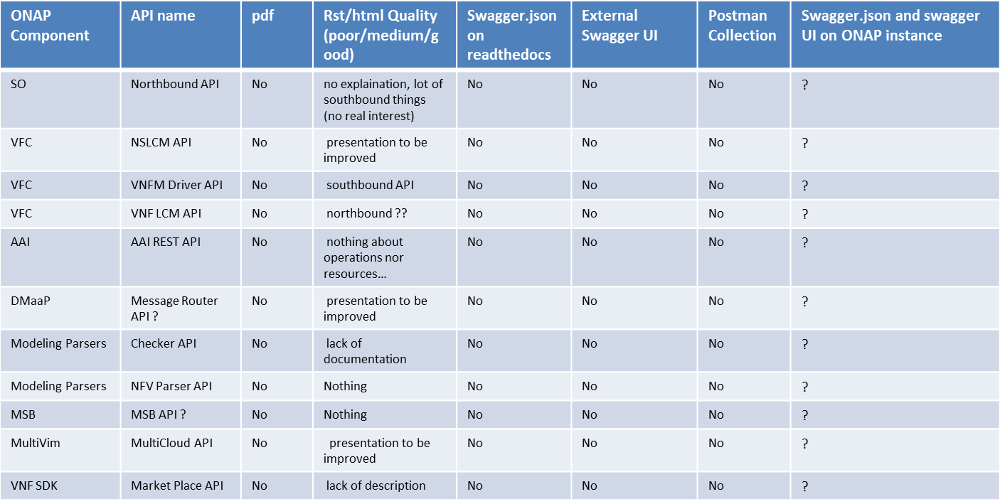 ONAP Component
API name
pdf
Rst/html Quality (poor/medium/good)
Swagger.json on readthedocs
External Swagger UI
Postman Collection
Swagger.json and swagger UI on ONAP instance
SO
Northbound API
No
no explaination, lot of southbound things (no real interest)
No
No
No
?
VFC
NSLCM API
No
presentation to be improved
No
No
No
?
VFC
VNFM Driver API
No
southbound API
No
No
No
?
VFC
VNF LCM API
No
northbound ??
No
No
No
?
AAI
AAI REST API
No
nothing about operations nor resources…
No
No
No
?
DMaaP
Message Router API ?
No
presentation to be improved
No
No
No
?
Modeling Parsers
Checker API
No
lack of documentation
No
No
No
?
Modeling Parsers
NFV Parser API
No
Nothing
No
No
No
?
MSB
MSB API ?
No
Nothing
No
No
No
?
MultiVim
MultiCloud API
No
presentation to be improved
No
No
No
?
VNF SDK
Market Place API
No
lack of description
No
No
No
?